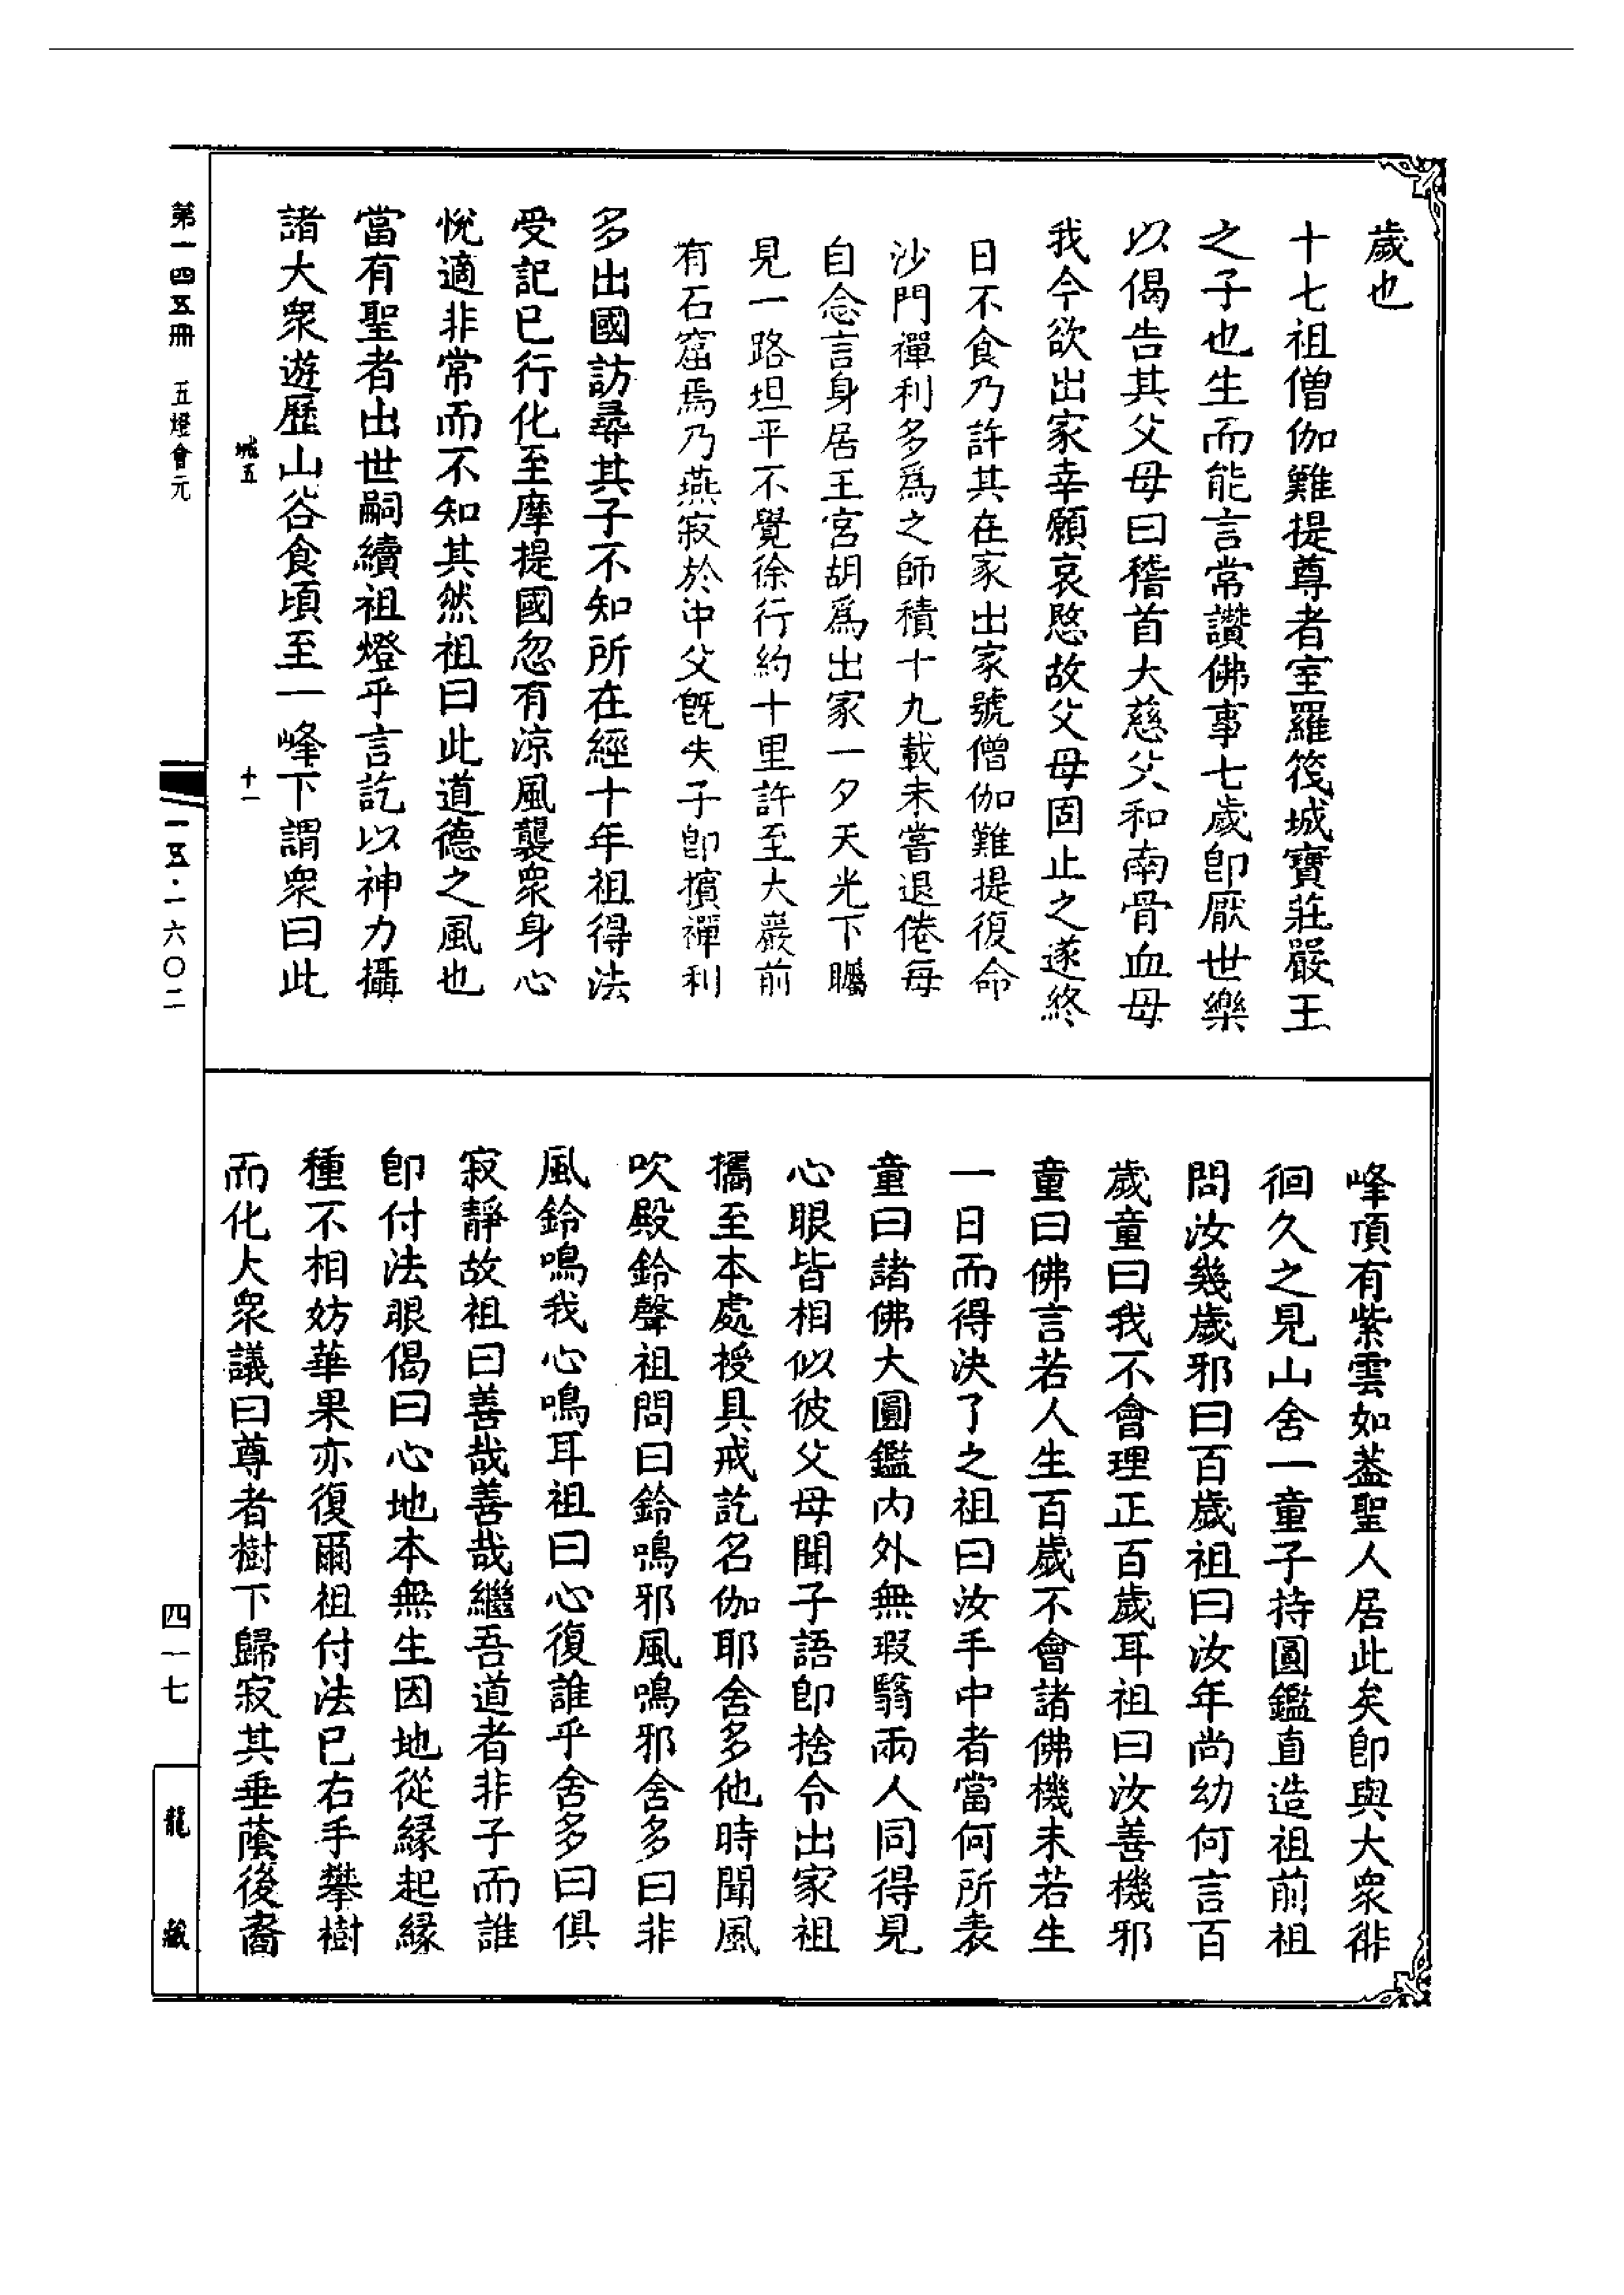 歲也
十七祖僧伽難提尊者室羅筏城寶莊嚴王
之子也生而能言常讚佛事七歲卽厭世樂
以偈告其父母曰稽首大慈父和南骨血母
我今欲出家幸願哀愍故父母固止之遂終
日不食乃許其在家出家號僧伽難提復命
沙門禪利多爲之師積十九載未嘗退倦每
自念言身居王宮胡爲出家一夕天光下矚
見一路坦平不覺徐行約十里許至大巖前
有石窟焉乃燕寂於中父旣失子卽擯禪利
多出國訪尋其子不知所在經十年祖得法
受記已行化至摩提國忽有涼風襲衆身心
悅適非常而不知其然祖曰此道德之風也
當有聖者出世嗣續祖燈乎言訖以神力攝
諸大衆遊歷山谷食頃至一峰下謂衆曰此
城五
十一
峰頂有紫雲如葢聖人居此矣卽與大衆徘
徊久之見山舍一童子持圓鑑直造祖前祖
問汝幾歲邪曰百歲祖曰汝年尚幼何言百
歲童曰我不會理正百歲耳祖曰汝善機邪
童曰佛言若人生百歲不會諸佛機未若生
一日而得決了之祖曰汝手中者當何所表
童曰諸佛大圓鑑內外無瑕翳兩人同得見
心眼皆相似彼父母聞子語卽捨令出家祖
攜至本處授具戒訖名伽耶舍多他時聞風
吹殿鈴聲祖問曰鈴鳴邪風鳴邪舍多曰非
風鈴鳴我心鳴耳祖曰心復誰乎舍多曰俱
寂靜故祖曰善哉善哉繼吾道者非子而誰
卽付法眼偈曰心地本無生因地從緣起緣
種不相妨華果亦復爾祖付法已右手攀樹
而化大衆議曰尊者樹下歸寂其垂蔭後裔
第一四五冊　五燈會元
一五·一六〇二
四一七
龍藏